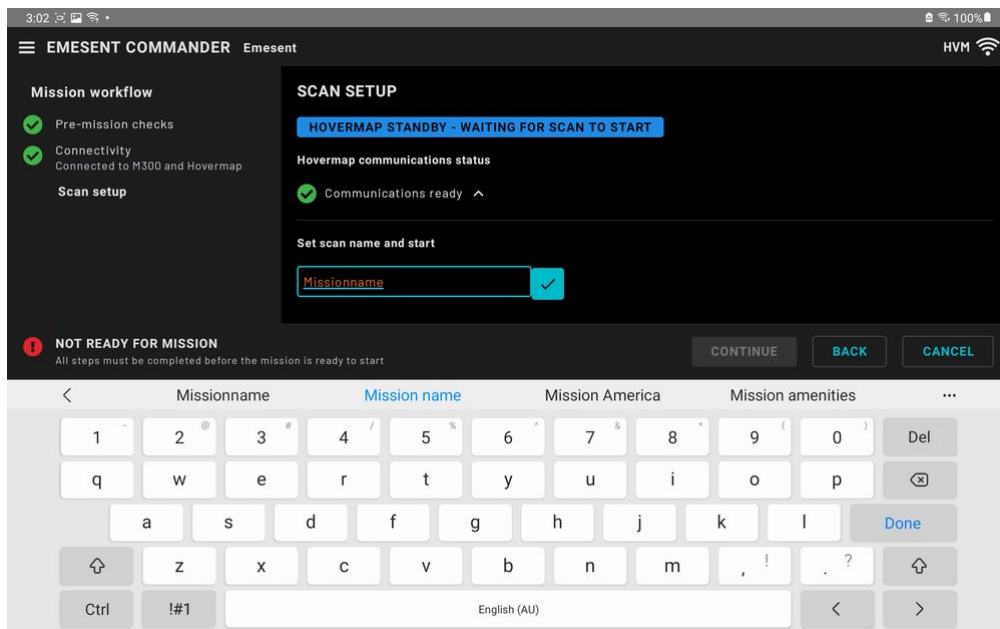 3:02
100%
EMESENT COMMANDER Emesent
HVM
Mission workflow
Pre-mission checks
Connectivity
Connected to M300 and Hovermap
Scan setup
SCAN SETUP
HOVERMAP STANDBY - WAITING FOR SCAN TO START
Hovermap communications status
Communications ready
Set scan name and start
Missionname
NOT READY FOR MISSION
All steps must be completed before the mission is ready to start
CONTINUE BACK CANCEL
Missionname Mission name Mission America Mission amenities ...
1 - 2 @ 3 # 4 / 5 % 6 ^ 7 & 8 * 9 ( 0 ) Del
q w e r t y u i o p
a s d f g h j k l Done
z x c v b n m , ! . ?
Ctrl !#1 English (AU) < >